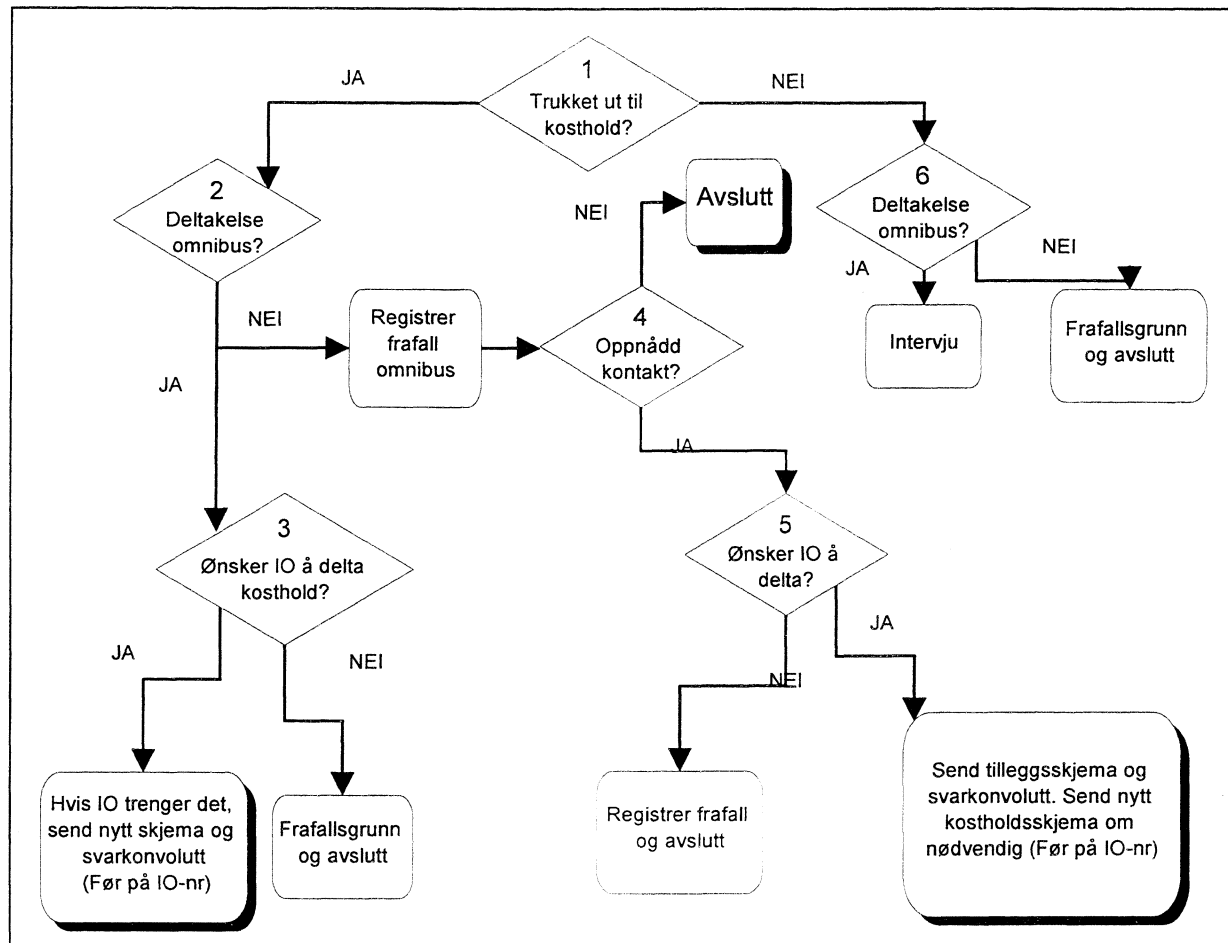 1
Trukket ut til
kosthold?
JA
NEI
2
Deltakelse
omnibus?
NEI
Avslutt
6
Deltakelse
omnibus?
JA
NEI
NEI
Registrer
frafall
omnibus
4
Oppnådd
kontakt?
Intervju
Frafallsgrunn
og avslutt
JA
JA
3
Ønsker IO å delta
kosthold?
5
Ønsker IO å
delta?
JA
NEI
NEI
JA
Hvis IO trenger det,
send nytt skjema og
svarkonvolutt
(Før på IO-nr)
Frafallsgrunn
og avslutt
Registrer frafall
og avslutt
Send tilleggsskjema og
svarkonvolutt. Send nytt
kostholdsskjema om
nødvendig (Før på IO-nr)